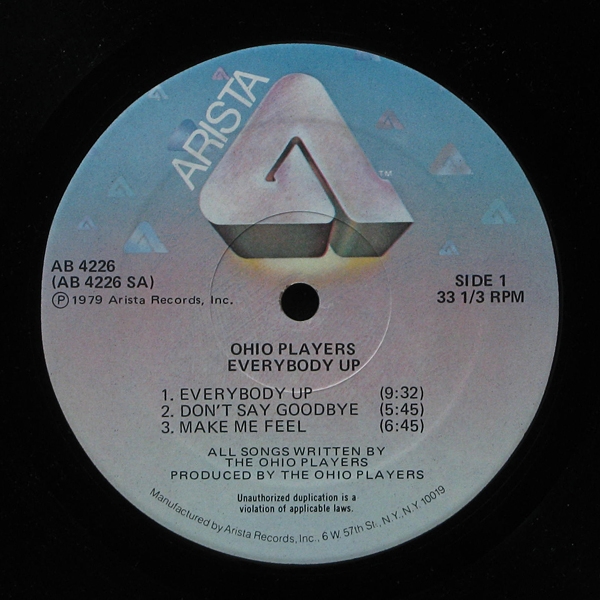 ARISTA
TM
AB 4226
(AB 4226 SA)
Ⓟ 1979 Arista Records, Inc.
SIDE 1
33 1/3 RPM
OHIO PLAYERS
EVERYBODY UP
1. EVERYBODY UP (9:32)
2. DON'T SAY GOODBYE (5:45)
3. MAKE ME FEEL (6:45)
ALL SONGS WRITTEN BY
THE OHIO PLAYERS
PRODUCED BY THE OHIO PLAYERS
Unauthorized duplication is a
violation of applicable laws.
Manufactured by Arista Records, Inc., 6 W. 57th St., N.Y., N.Y. 10019